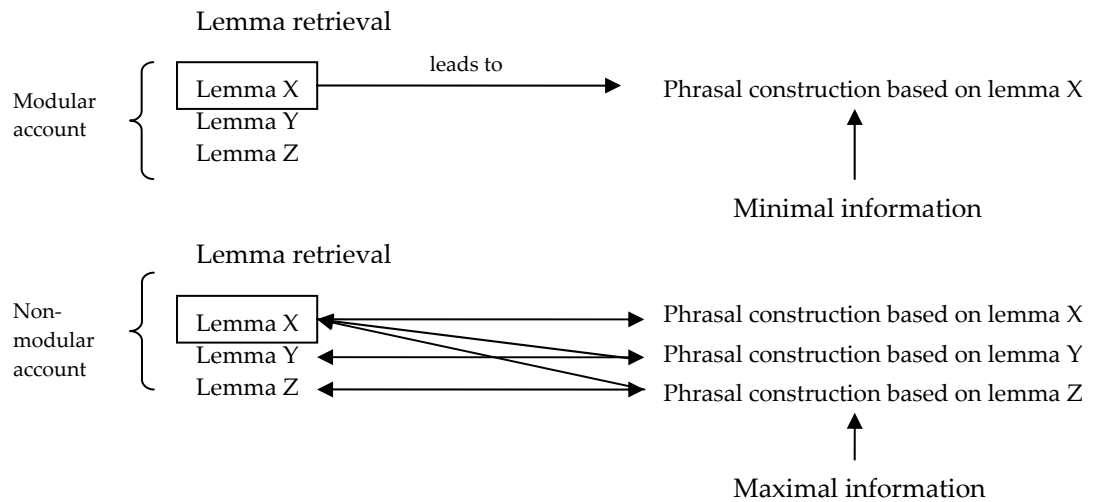 Lemma retrieval
leads to
Modular
account
Lemma X
Lemma Y
Lemma Z
Phrasal construction based on lemma X
Minimal information
Lemma retrieval
Non-
modular
account
Lemma X
Lemma Y
Lemma Z
Phrasal construction based on lemma X
Phrasal construction based on lemma Y
Phrasal construction based on lemma Z
Maximal information